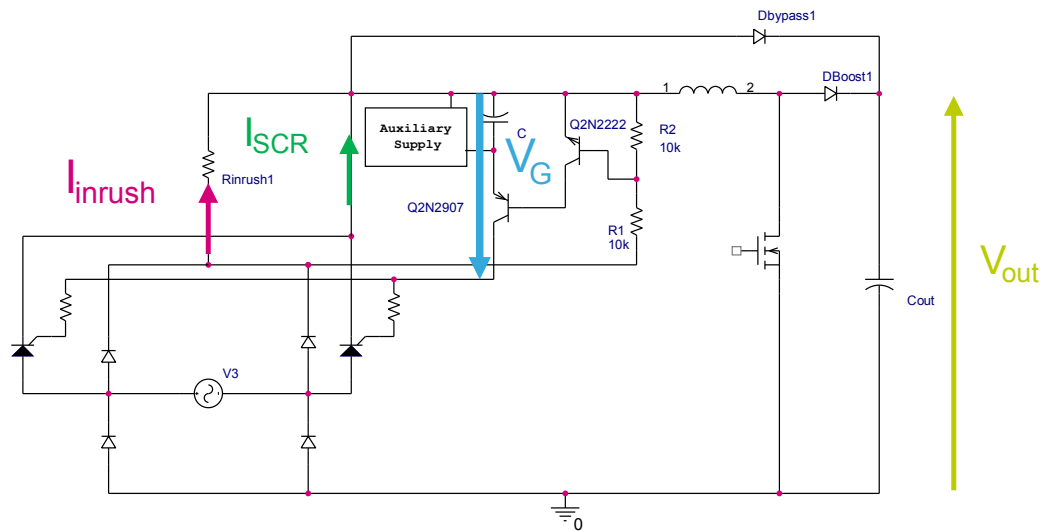 Dbypass1
DBoost1
1
2
Q2N2222
R2
10k
Auxiliary
Supply
C
ISCR
VG
Rinrush1
Iinrush
Q2N2907
R1
10k
Vout
Cout
V3
0